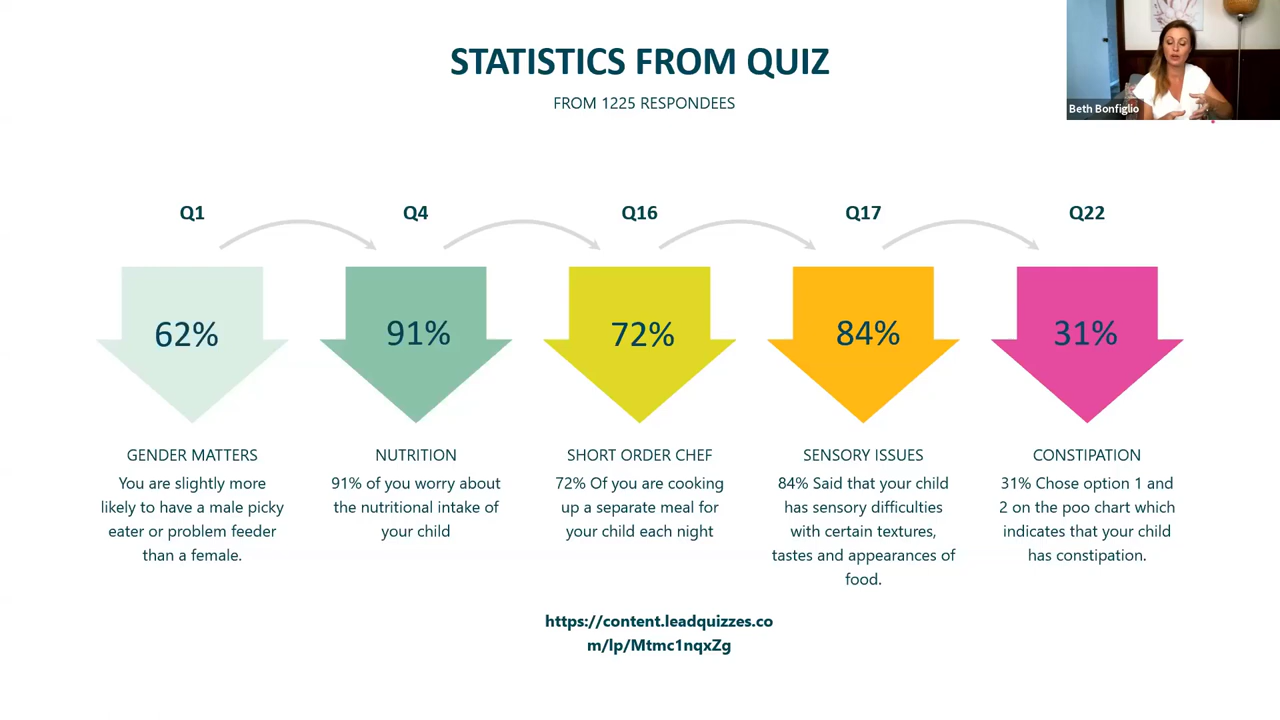 STATISTICS FROM QUIZ
FROM 1225 RESPONDEES
Beth Bonfiglio
Q1
Q4
Q16
Q17
Q22
62%
91%
72%
84%
31%
GENDER MATTERS
You are slightly more
likely to have a male picky
eater or problem feeder
than a female.
NUTRITION
91% of you worry about
the nutritional intake of
your child
SHORT ORDER CHEF
72% Of you are cooking
up a separate meal for
your child each night
SENSORY ISSUES
84% Said that your child
has sensory difficulties
with certain textures,
tastes and appearances of
food.
CONSTIPATION
31% Chose option 1 and
2 on the poo chart which
indicates that your child
has constipation.
https://content.leadquizzes.co
m/lp/Mtmc1nqxZg